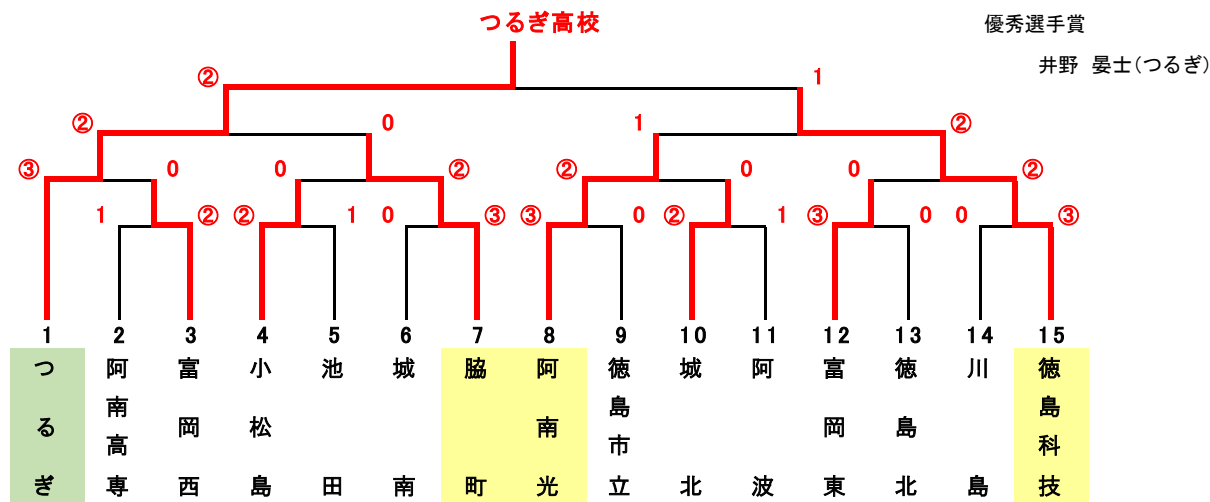 つるぎ高校
優秀選手賞
井野 晏士(つるぎ)
② 1
② 0 1 ②
③ 0 0 ② ② 0 0 ②
1 ② ② 1 0 ③ ③ 0 ② 1 ③ 0 0 ③
1 2 3 4 5 6 7 8 9 10 11 12 13 14 15
つるぎ
阿南高専
富岡西
小松島
池田
城南
脇町
阿南光
徳島市立
城北
阿波
富岡東
徳島北
川島
徳島科技